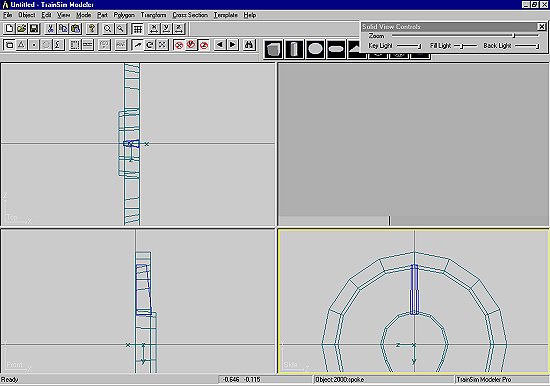 Untitled - TrainSim Modeler
File Object Edit View Mode Part Polygon Transform Cross Section Template Help
Solid View Controls
Zoom
Key Light Fill Light Back Light
X Y Z
x
Top
Front
x
y
Side
z x
y
Ready -0.646 -0.115 Object:2000:spoke TrainSim Modeler Pro